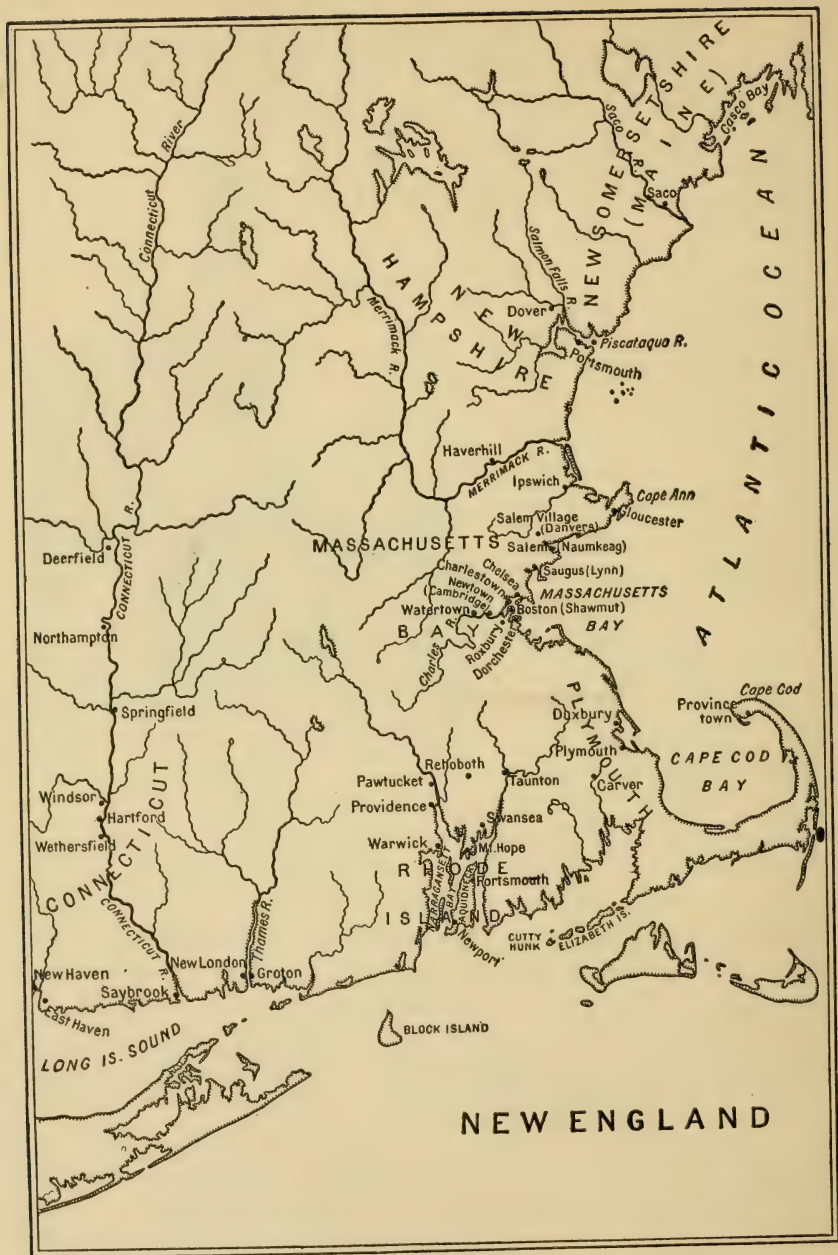 NEW SOMERSETSHIRE
(MAINE)
Casco Bay
Saco R.
Saco
Connecticut River
HAMPSHIRE
NEW
HIRE
Salmon Falls R.
Merrimack R.
Dover
Piscataqua R.
Portsmouth
ATLANTIC OCEAN
Haverhill
MERRIMACK R.
Ipswich
Cape Ann
Gloucester
Salem Village
(Danvers)
MASSACHUSETTS
Salem (Naumkeag)
Deerfield
CONNECTICUT R.
Chelsea
Saugus (Lynn)
Charlestown
Newtown
(Cambridge)
MASSACHUSETTS
BAY
Watertown
Boston (Shawmut)
BAY
Charles R.
Roxbury
Dorchester
Northampton
Springfield
Cape Cod
Province
town
Duxbury
PLYMOUTH
Plymouth
CAPE COD
BAY
Rehoboth
Pawtucket
Taunton
Carver
Windsor
Providence
Hartford
Swansea
Wethersfield
Warwick
Mt. Hope
CONNECTICUT
RHODE
ISLAND
NARRAGANSETT
BAY
AQUIDNECK
Portsmouth
Newport
CONNECTICUT R.
Thames R.
CUTTY
HUNK
ELIZABETH IS.
New Haven
New London
Groton
Saybrook
East Haven
LONG IS. SOUND
BLOCK ISLAND
NEW ENGLAND